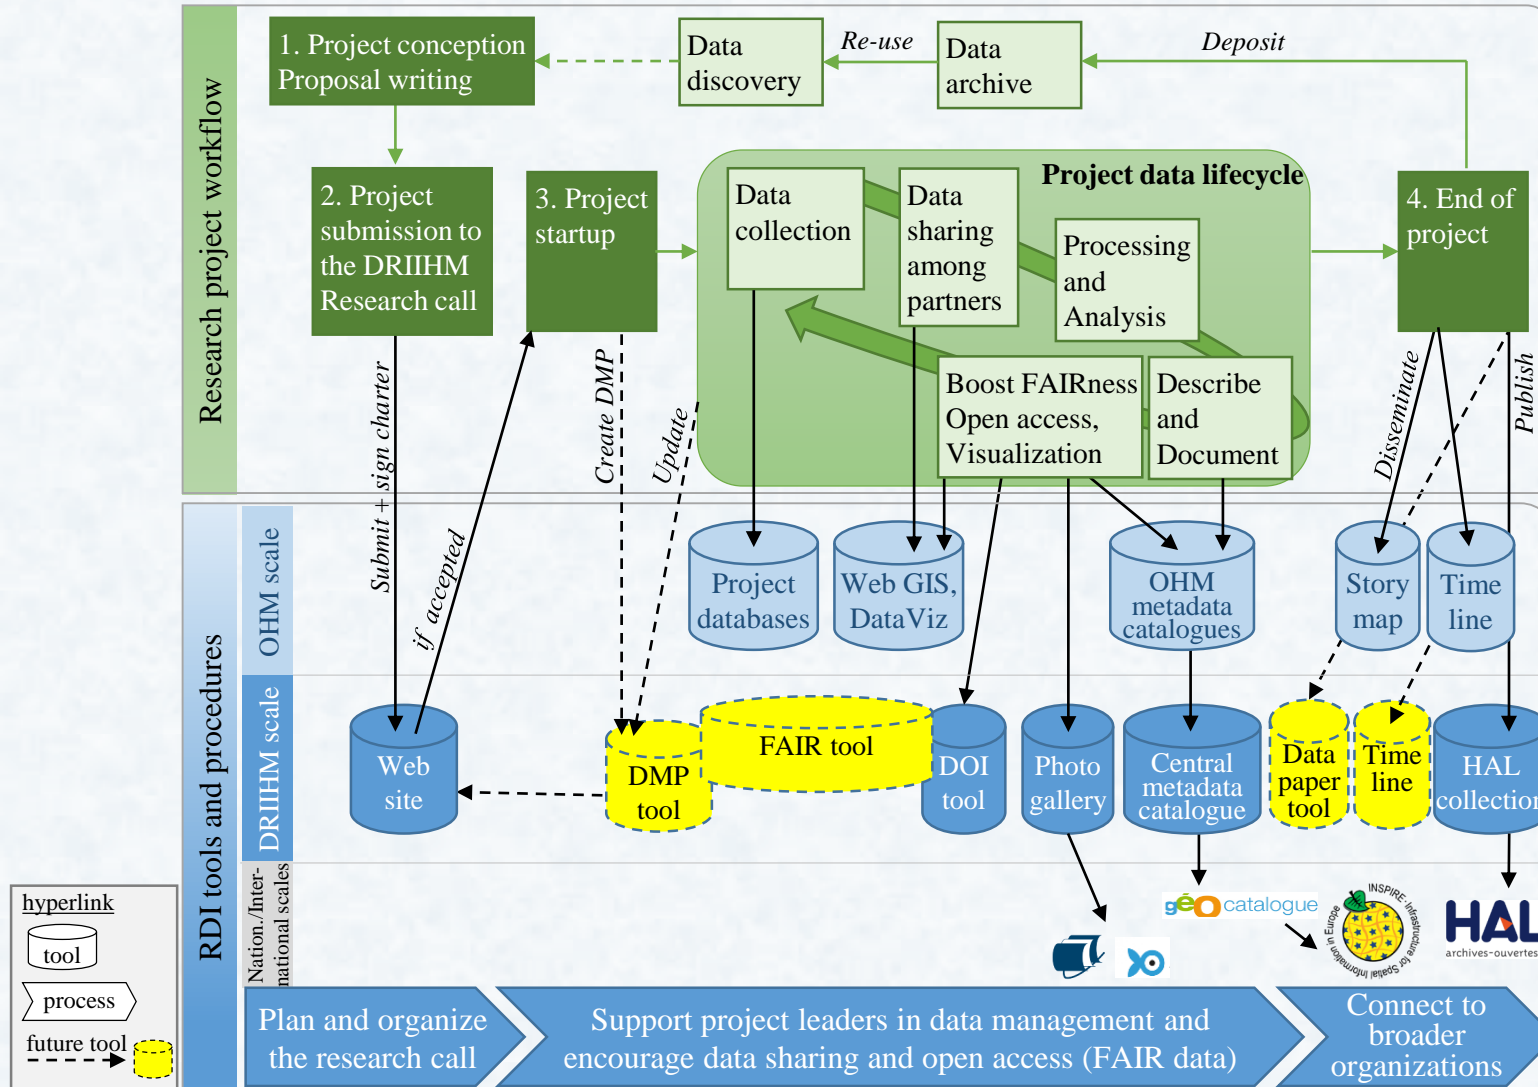 Research project workflow
1. Project conception
Proposal writing
Data
discovery
Re-use
Data
archive
Deposit
2. Project
submission to
the DRIIHM
Research call
3. Project
startup
Project data lifecycle
Data
collection
Data
sharing
among
partners
Processing
and
Analysis
Boost FAIRness
Open access,
Visualization
Describe
and
Document
4. End of
project
Submit + sign charter
if accepted
Create DMP
Update
Disseminate
Publish
RDI tools and procedures
OHM scale
Project
databases
Web GIS,
DataViz
OHM
metadata
catalogues
Story
map
Time
line
DRIIHM scale
Web
site
DMP
tool
FAIR tool
DOI
tool
Photo
gallery
Central
metadata
catalogue
Data
paper
tool
Time
line
HAL
collection
Nation./Inter-
national scales
géo catalogue
INSPIRE-Infrastructure for Spatial Information in Europe
HAL
archives-ouvertes
hyperlink
tool
process
future tool
Plan and organize
the research call
Support project leaders in data management and
encourage data sharing and open access (FAIR data)
Connect to
broader
organizations